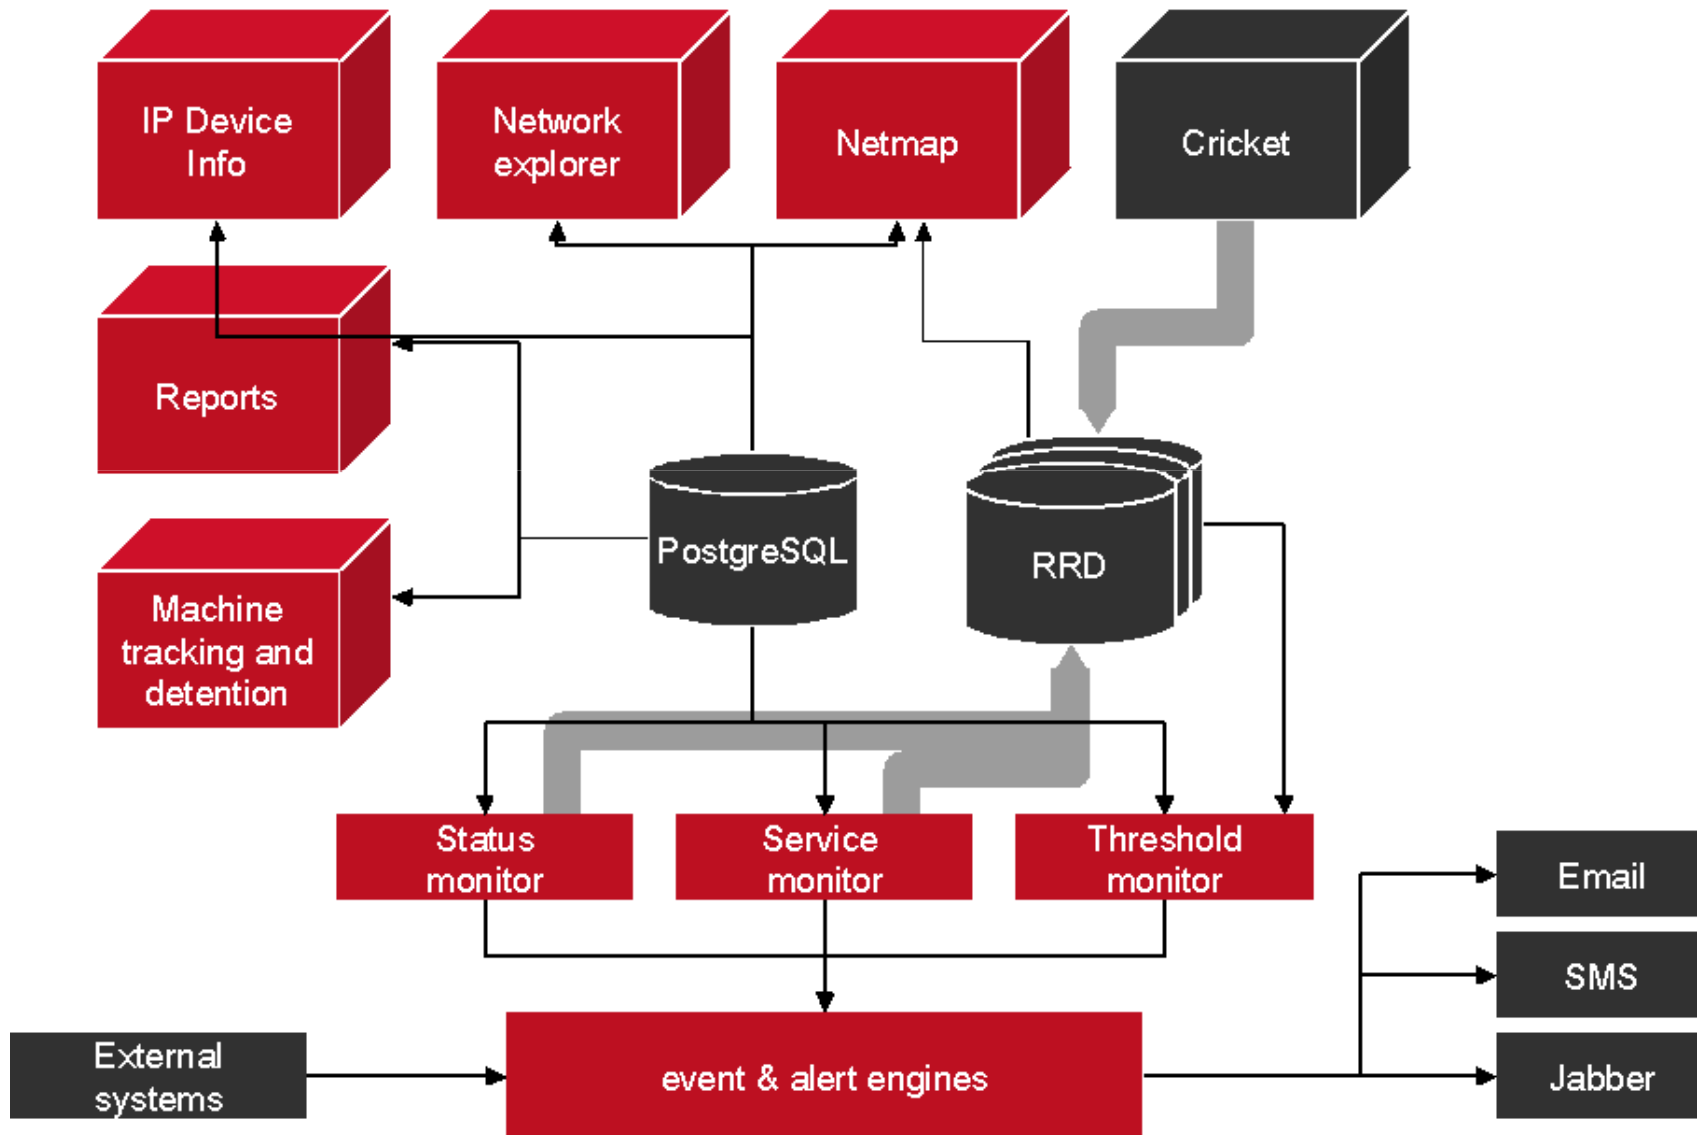 IP Device
Info
Network
explorer
Netmap
Cricket
Reports
PostgreSQL
RRD
Machine
tracking and
detention
Status
monitor
Service
monitor
Threshold
monitor
Email
SMS
External
systems
event & alert engines
Jabber